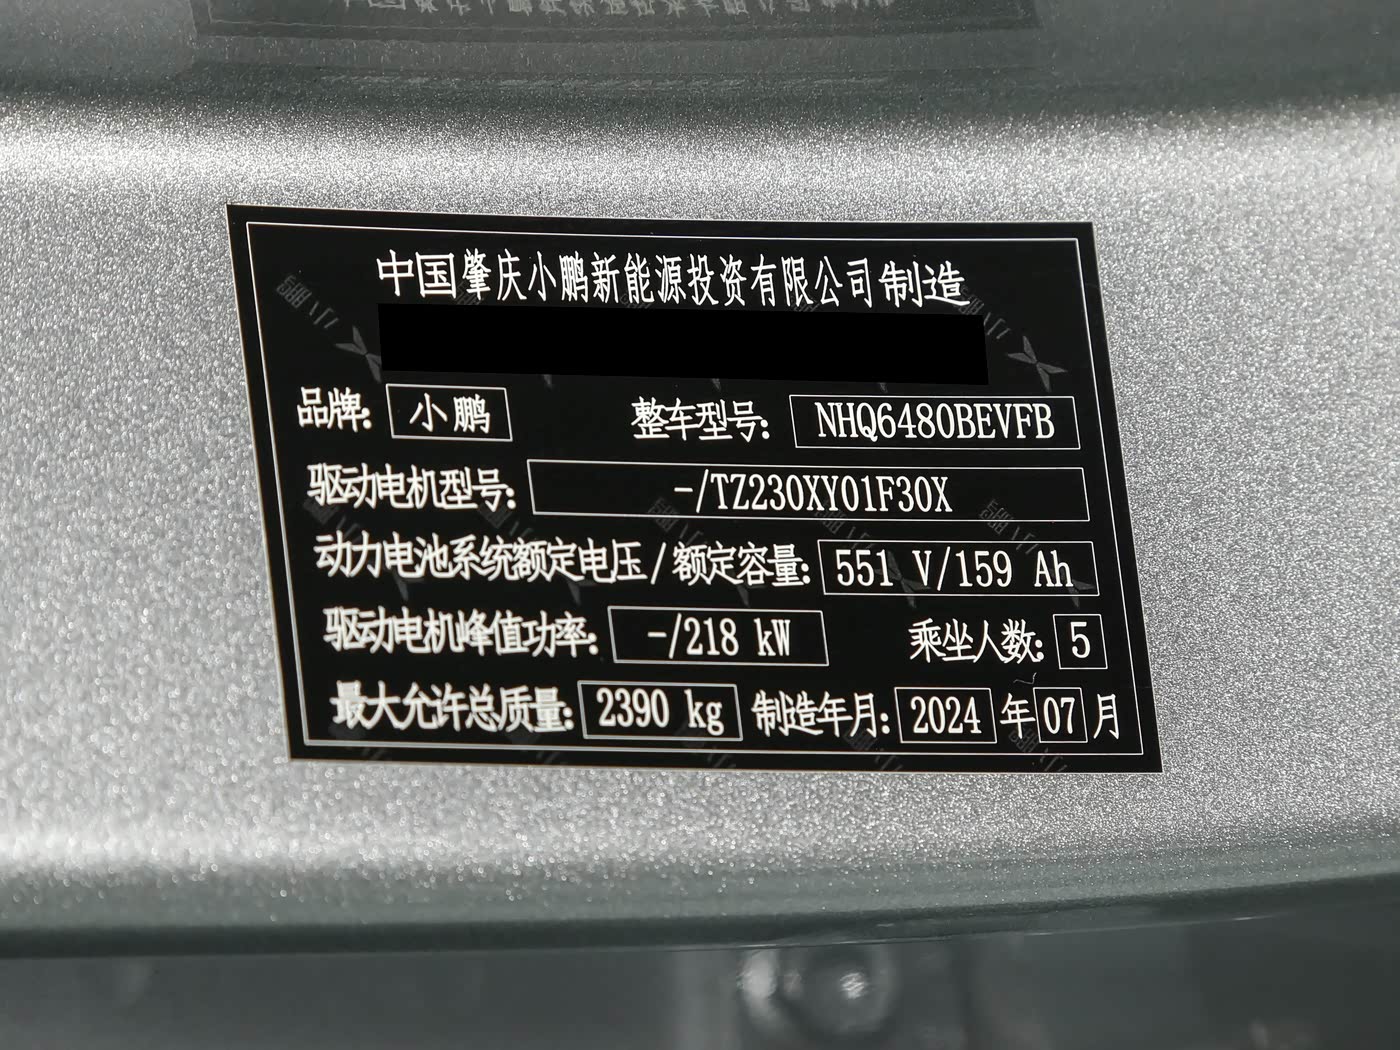 中国肇庆小鹏新能源投资有限公司制造
品牌: 小鹏 整车型号: NHQ6480BEVFB
驱动电机型号: -/TZ230XY01F30X
动力电池系统额定电压/额定容量: 551 V/159 Ah
驱动电机峰值功率: -/218 kW 乘坐人数: 5
最大允许总质量: 2390 kg 制造年月: 2024 年 07 月